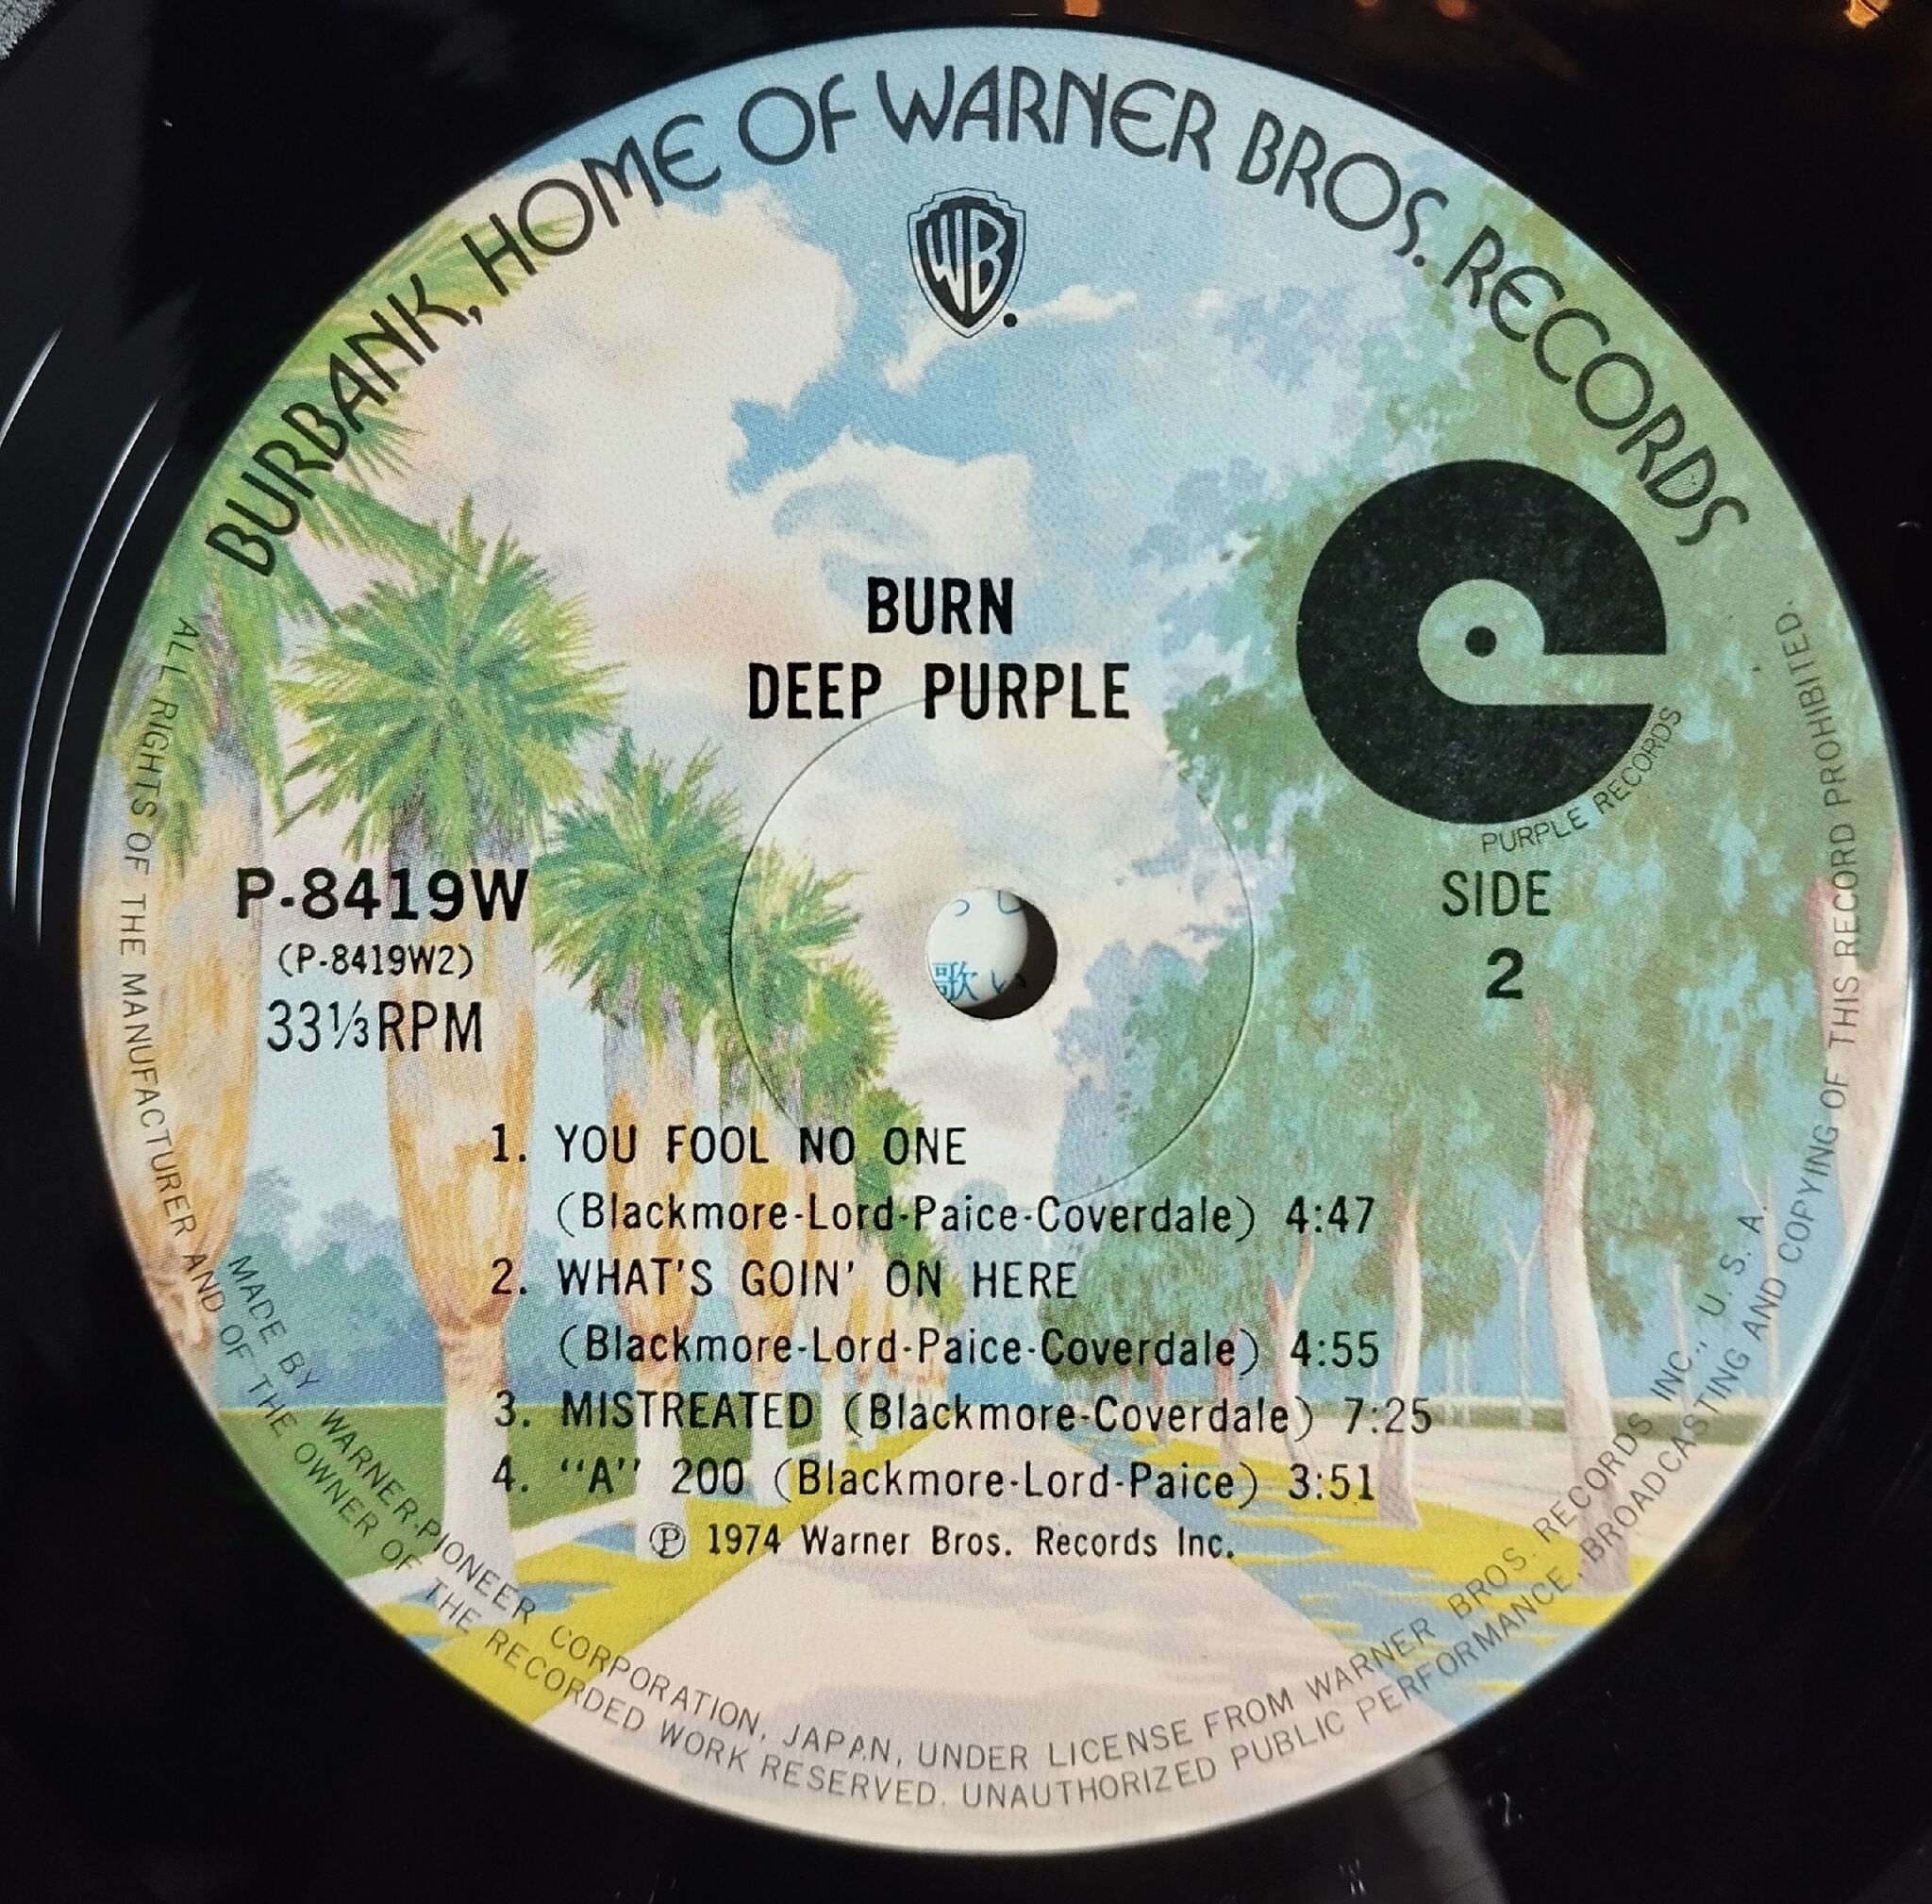 BURBANK, HOME OF WARNER BROS. RECORDS
WB
BURN
DEEP PURPLE
PURPLE RECORDS
P-8419W
(P-8419W2)
33⅓RPM
SIDE
2
歌い
1. YOU FOOL NO ONE
(Blackmore-Lord-Paice-Coverdale) 4:47
2. WHAT'S GOIN' ON HERE
(Blackmore-Lord-Paice-Coverdale) 4:55
3. MISTREATED (Blackmore-Coverdale) 7:25
4. "A" 200 (Blackmore-Lord-Paice) 3:51
Ⓟ 1974 Warner Bros. Records Inc.
MADE BY WARNER-PIONEER CORPORATION, JAPAN, UNDER LICENSE FROM WARNER BROS. RECORDS INC., U. S. A.
ALL RIGHTS OF THE MANUFACTURER AND OF THE OWNER OF THE RECORDED WORK RESERVED. UNAUTHORIZED PUBLIC PERFORMANCE, BROADCASTING AND COPYING OF THIS RECORD PROHIBITED.